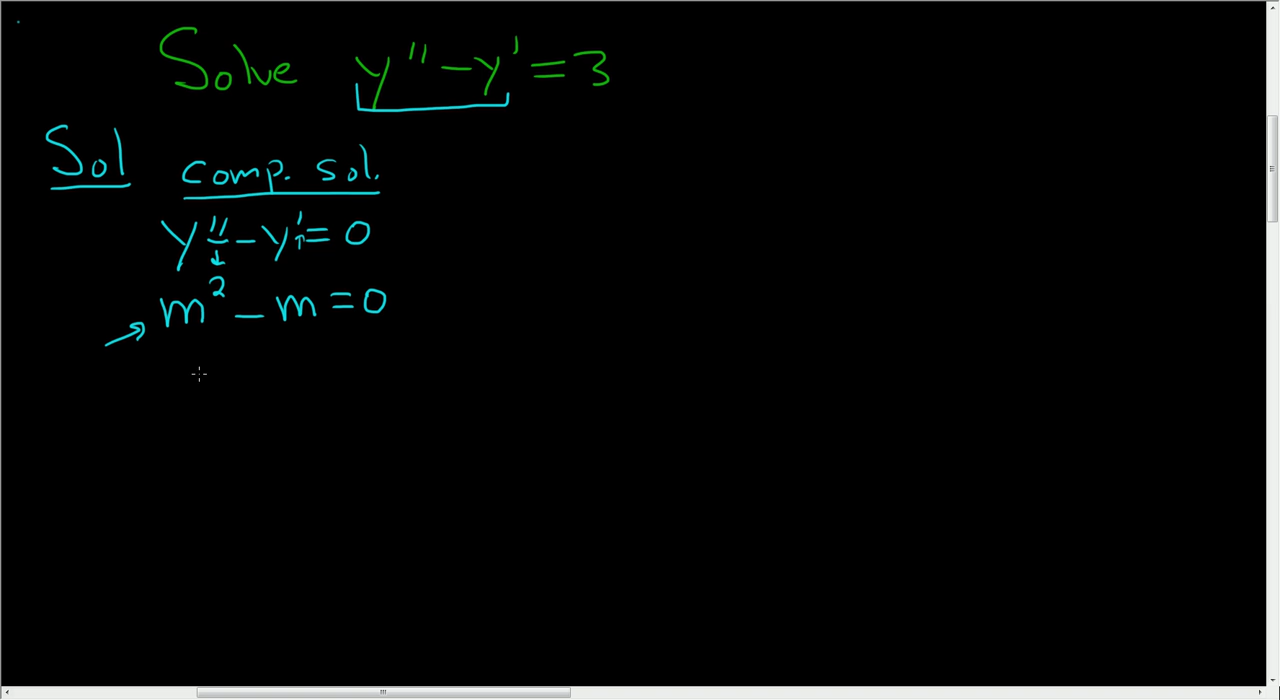 Solve y'' - y' = 3
Sol
Comp. Sol.
y'' - y' = 0
→ m² - m = 0